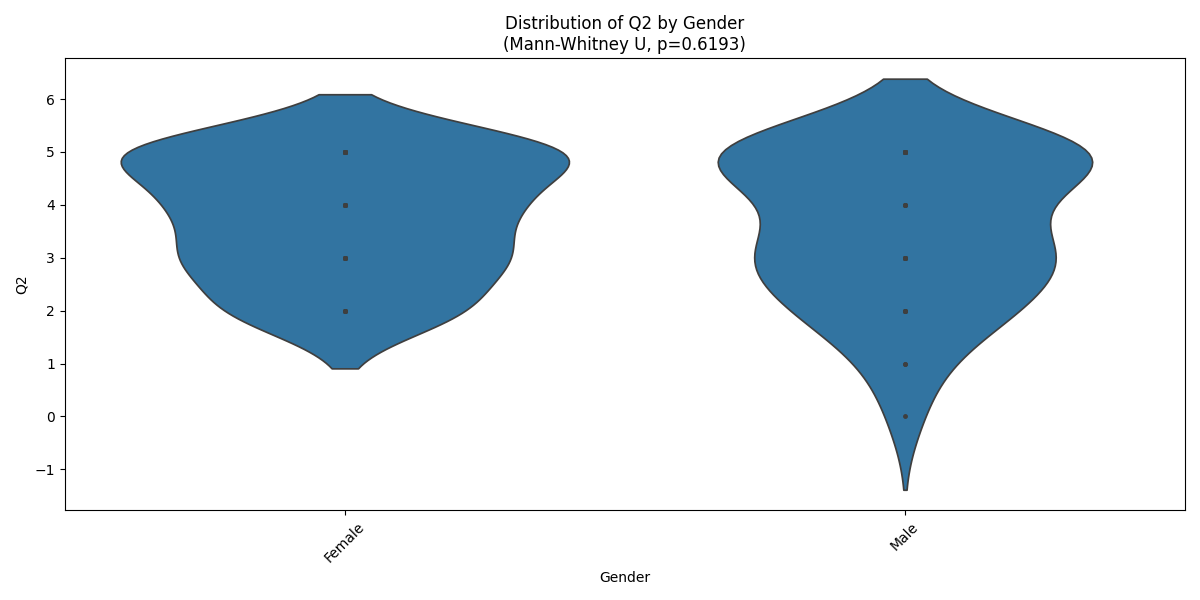 Distribution of Q2 by Gender
(Mann-Whitney U, p=0.6193)
6
5
4
3
2
1
0
−1
Q2
Female
Male
Gender